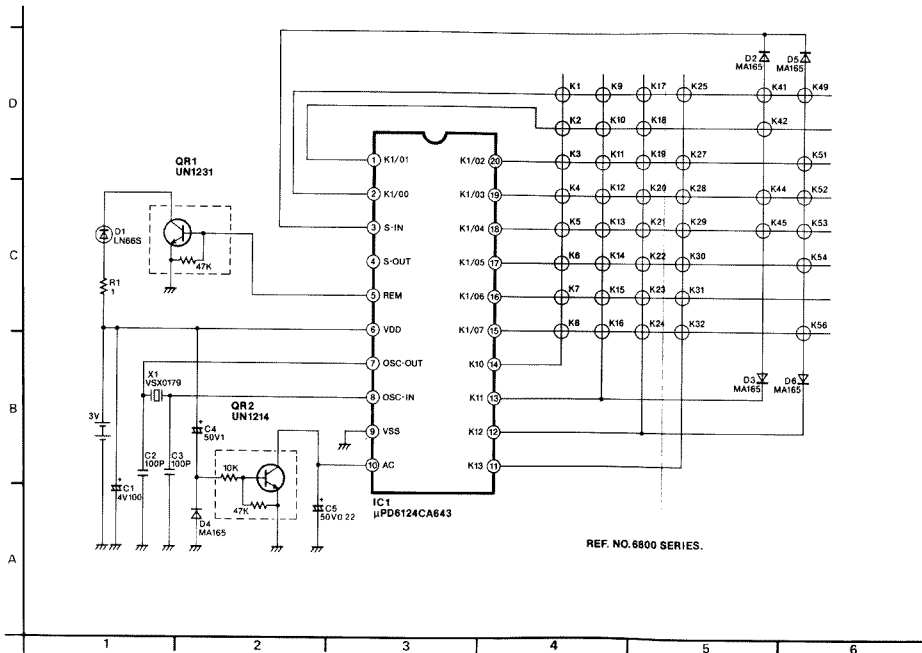 D
C
B
A
1
2
3
4
5
6
QR1
UN1231
D1
LN66S
R1
1
47K
X1
VSX0179
3V
C1
4V100
C2
100P
C3
100P
C4
50V1
QR2
UN1214
10K
47K
D4
MA165
C5
50V0.22
1 K1/01
2 K1/00
3 S-IN
4 S-OUT
5 REM
6 VDD
7 OSC-OUT
8 OSC-IN
9 VSS
10 AC
K1/02 20
K1/03 19
K1/04 18
K1/05 17
K1/06 16
K1/07 15
K10 14
K11 13
K12 12
K13 11
IC1
µPD6124CA643
D2
MA165
D5
MA165
K1 K9 K17 K25 K41 K49
K2 K10 K18 K42
K3 K11 K19 K27 K51
K4 K12 K20 K28 K44 K52
K5 K13 K21 K29 K45 K53
K6 K14 K22 K30 K54
K7 K15 K23 K31
K8 K16 K24 K32 K56
D3
MA165
D6
MA165
REF. NO.6800 SERIES.